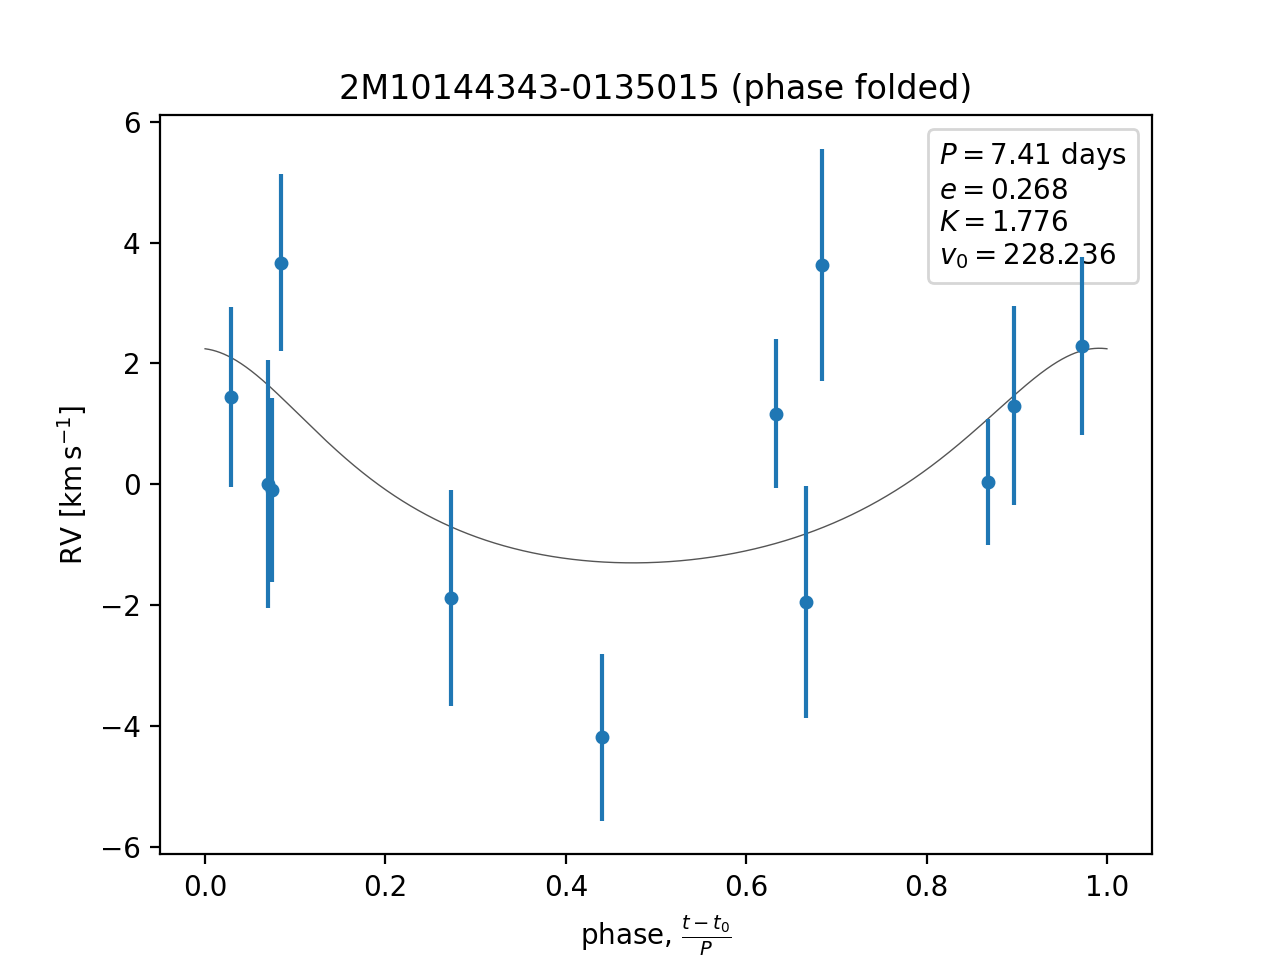 2M10144343-0135015 (phase folded)
P = 7.41 days
e = 0.268
K = 1.776
v₀ = 228.236
6
4
2
0
−2
−4
−6
RV [km s⁻¹]
0.0 0.2 0.4 0.6 0.8 1.0
phase, (t − t₀)/P